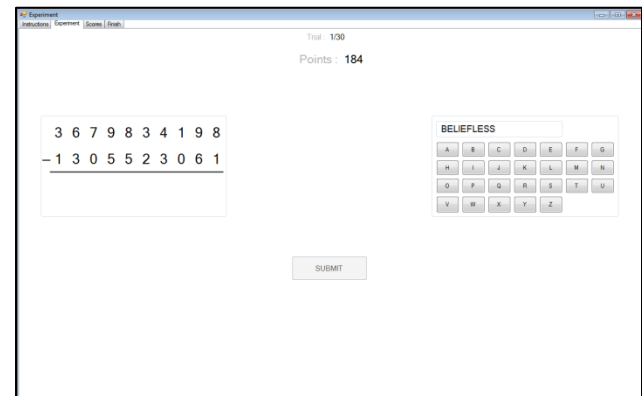 Experiment
Instructions Experiment Scores Finish
Trial : 1/30
Points : 184
3 6 7 9 8 3 4 1 9 8
– 1 3 0 5 5 2 3 0 6 1
BELIEFLESS
A B C D E F G
H I J K L M N
O P Q R S T U
V W X Y Z
SUBMIT